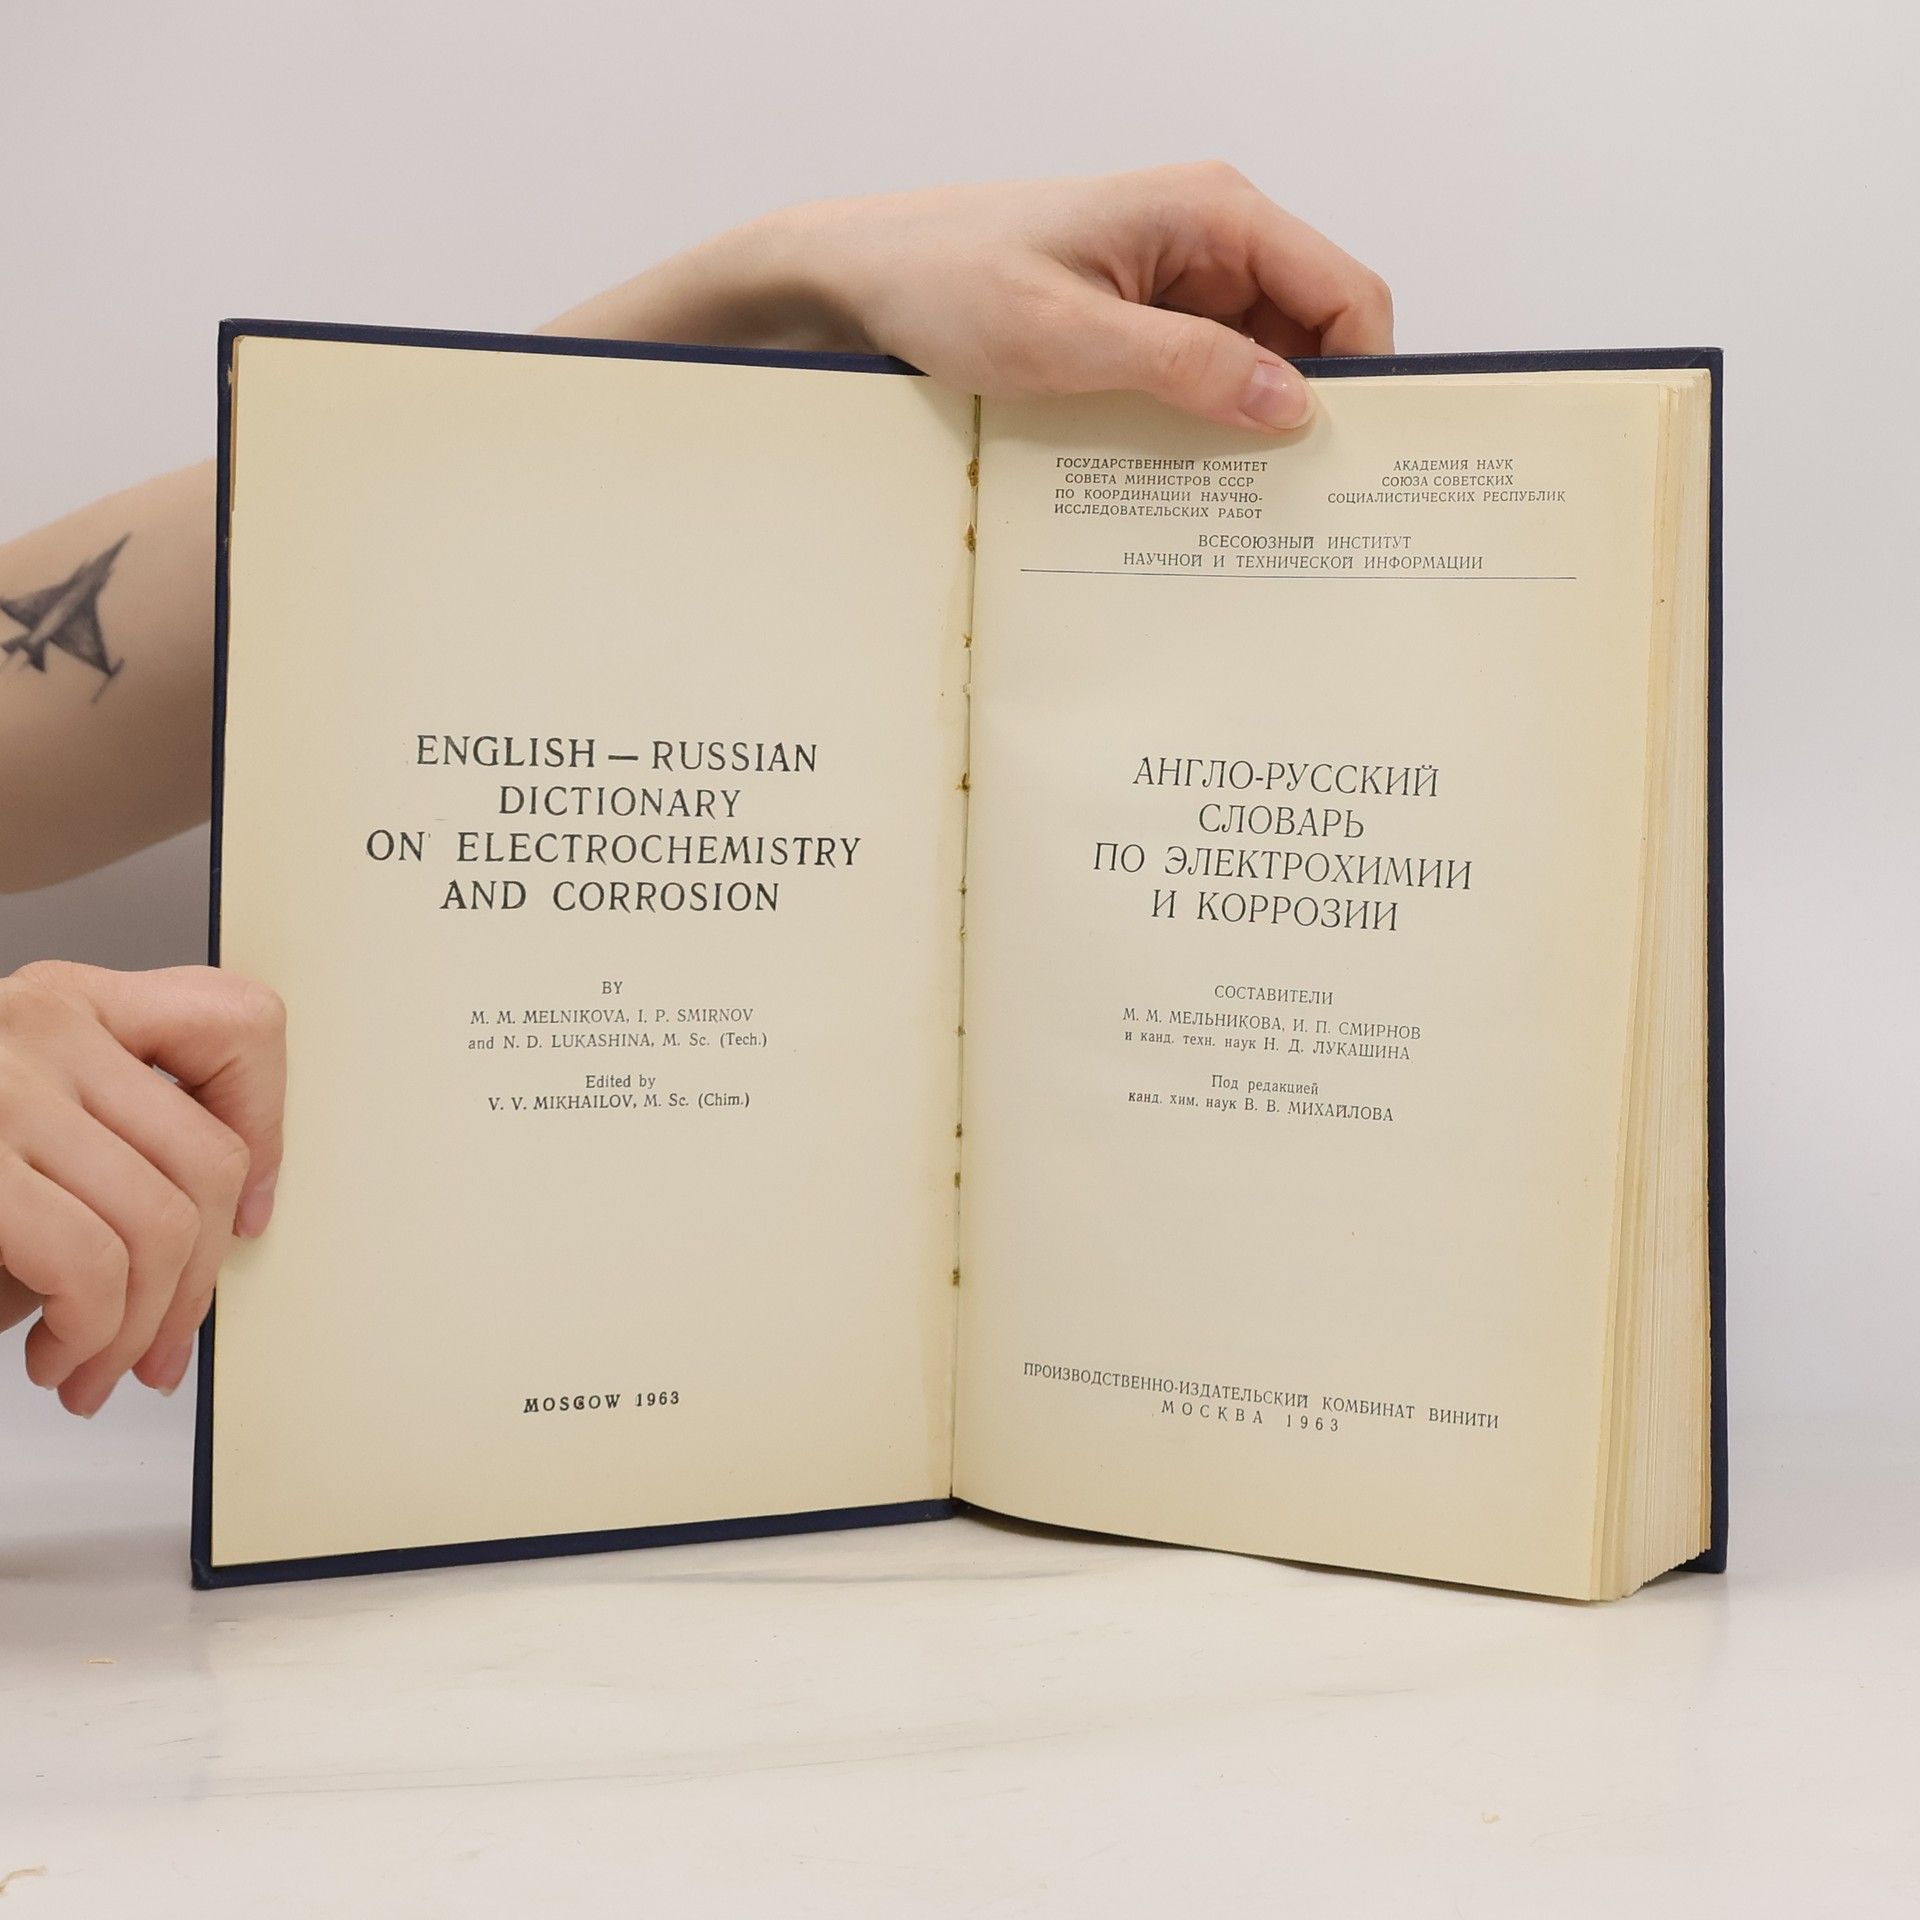 ENGLISH — RUSSIAN
DICTIONARY
ON ELECTROCHEMISTRY
AND CORROSION
BY
M. M. MELNIKOVA, I. P. SMIRNOV
and N. D. LUKASHINA, M. Sc. (Tech.)
Edited by
V. V. MIKHAILOV, M. Sc. (Chim.)
MOSCOW 1963
ГОСУДАРСТВЕННЫЙ КОМИТЕТ
СОВЕТА МИНИСТРОВ СССР
ПО КООРДИНАЦИИ НАУЧНО-
ИССЛЕДОВАТЕЛЬСКИХ РАБОТ
АКАДЕМИЯ НАУК
СОЮЗА СОВЕТСКИХ
СОЦИАЛИСТИЧЕСКИХ РЕСПУБЛИК
ВСЕСОЮЗНЫЙ ИНСТИТУТ
НАУЧНОЙ И ТЕХНИЧЕСКОЙ ИНФОРМАЦИИ
АНГЛО-РУССКИЙ
СЛОВАРЬ
ПО ЭЛЕКТРОХИМИИ
И КОРРОЗИИ
СОСТАВИТЕЛИ
М. М. МЕЛЬНИКОВА, И. П. СМИРНОВ
и канд. техн. наук Н. Д. ЛУКАШИНА
Под редакцией
канд. хим. наук В. В. МИХАЙЛОВА
ПРОИЗВОДСТВЕННО-ИЗДАТЕЛЬСКИЙ КОМБИНАТ ВИНИТИ
МОСКВА 1963